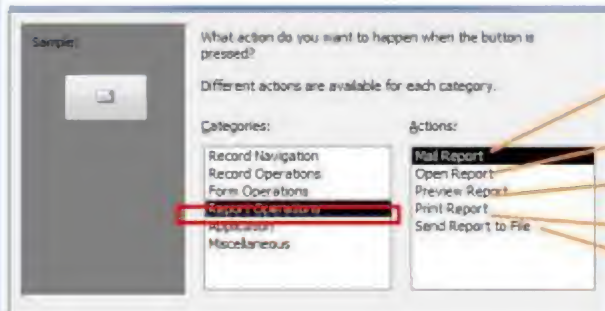 Sample:
What action do you want to happen when the button is
pressed?
Different actions are available for each category.
Categories:
Actions:
Record Navigation
Record Operations
Form Operations
Report Operations
Application
Miscellaneous
Mail Report
Open Report
Preview Report
Print Report
Send Report to File